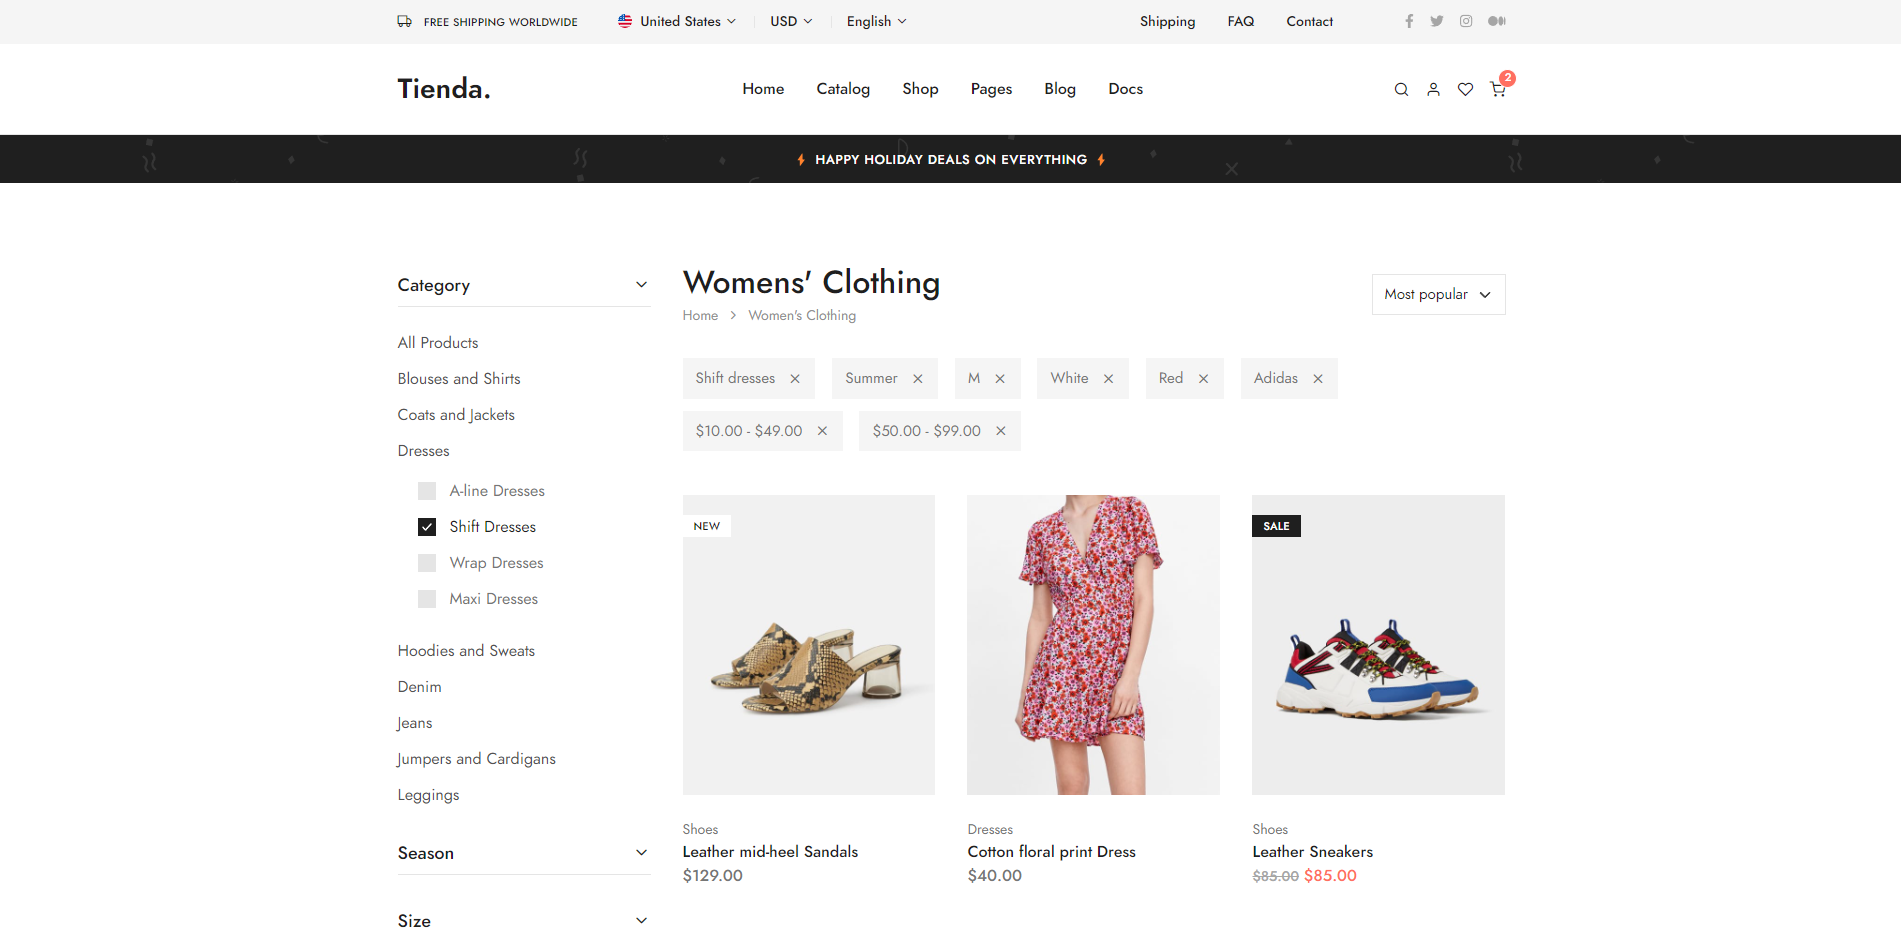 FREE SHIPPING WORLDWIDE United States USD English Shipping FAQ Contact
Tienda. Home Catalog Shop Pages Blog Docs 2
HAPPY HOLIDAY DEALS ON EVERYTHING
Category
All Products
Blouses and Shirts
Coats and Jackets
Dresses
A-line Dresses
Shift Dresses
Wrap Dresses
Maxi Dresses
Hoodies and Sweats
Denim
Jeans
Jumpers and Cardigans
Leggings
Season
Size
Womens' Clothing
Home Women's Clothing
Most popular
Shift dresses Summer M White Red Adidas
$10.00 - $49.00 $50.00 - $99.00
NEW
Shoes
Leather mid-heel Sandals
$129.00
Dresses
Cotton floral print Dress
$40.00
SALE
Shoes
Leather Sneakers
$85.00 $85.00